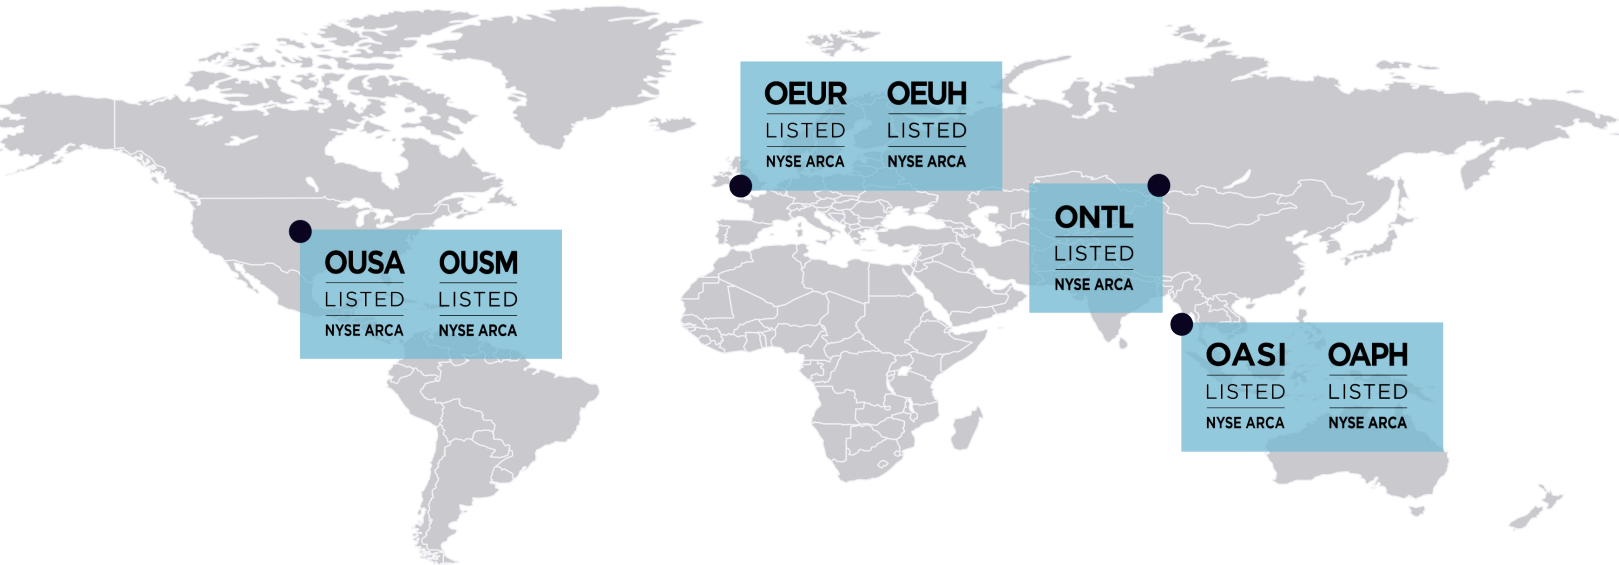 OEUR OEUH
LISTED LISTED
NYSE ARCA NYSE ARCA
ONTL
LISTED
NYSE ARCA
OUSA OUSM
LISTED LISTED
NYSE ARCA NYSE ARCA
OASI OAPH
LISTED LISTED
NYSE ARCA NYSE ARCA